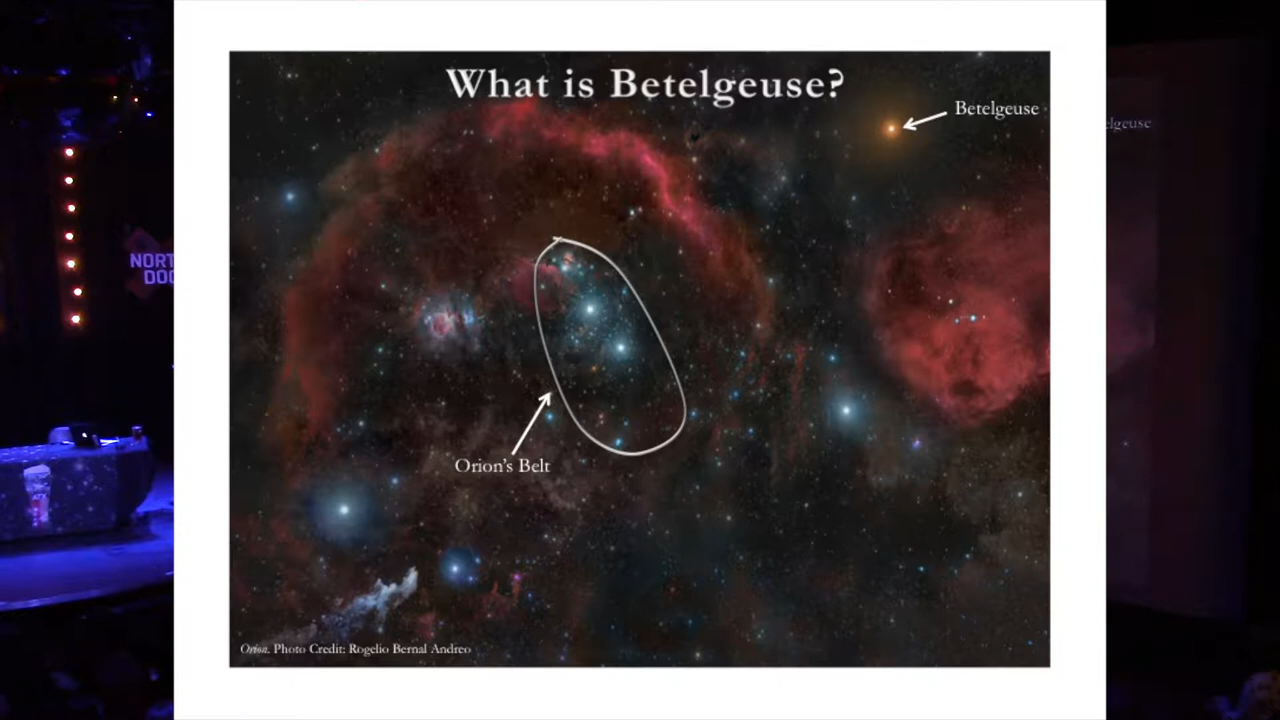 What is Betelgeuse?
Betelgeuse
Orion's Belt
Orion. Photo Credit: Rogelio Bernal Andreo
elgeuse
NORT
DOG